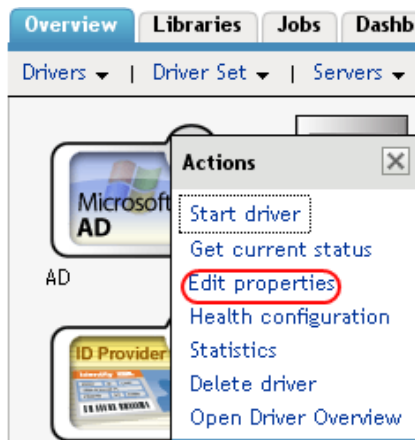 Overview Libraries Jobs Dashb
Drivers | Driver Set | Servers
Actions
Microsoft
AD
Start driver
Get current status
AD
Edit properties
Health configuration
ID Provider
Statistics
Delete driver
Open Driver Overview